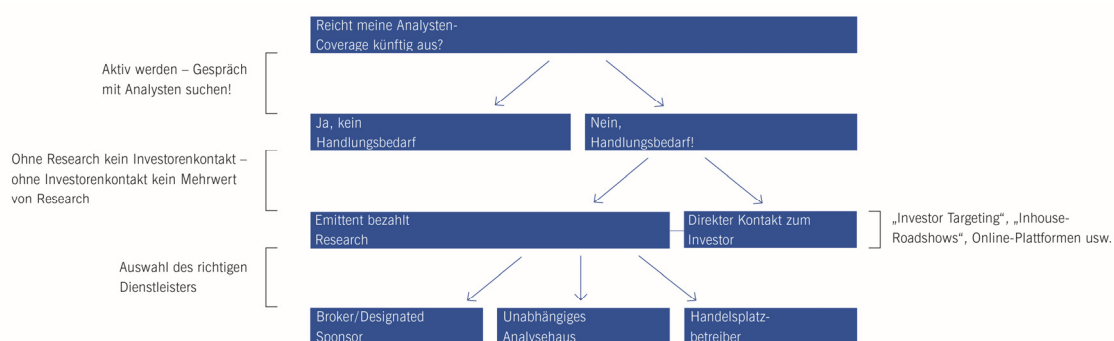 Reicht meine Analysten-
Coverage künftig aus?
Aktiv werden – Gespräch
mit Analysten suchen!
Ja, kein
Handlungsbedarf
Nein,
Handlungsbedarf!
Ohne Research kein Investorenkontakt –
ohne Investorenkontakt kein Mehrwert
von Research
Emittent bezahlt
Research
Direkter Kontakt zum
Investor
„Investor Targeting“, „Inhouse-
Roadshows“, Online-Plattformen usw.
Auswahl des richtigen
Dienstleisters
Broker/Designated
Sponsor
Unabhängiges
Analysehaus
Handelsplatz-
betreiber